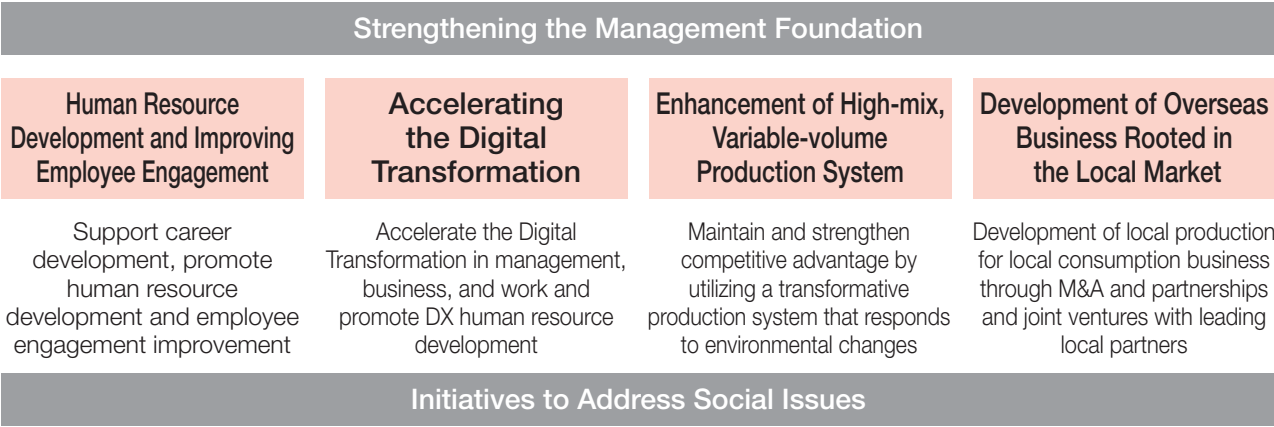 Strengthening the Management Foundation
Human Resource
Development and Improving
Employee Engagement
Support career
development, promote
human resource
development and employee
engagement improvement
Accelerating
the Digital
Transformation
Accelerate the Digital
Transformation in management,
business, and work and
promote DX human resource
development
Enhancement of High-mix,
Variable-volume
Production System
Maintain and strengthen
competitive advantage by
utilizing a transformative
production system that responds
to environmental changes
Development of Overseas
Business Rooted in
the Local Market
Development of local production
for local consumption business
through M&A and partnerships
and joint ventures with leading
local partners
Initiatives to Address Social Issues